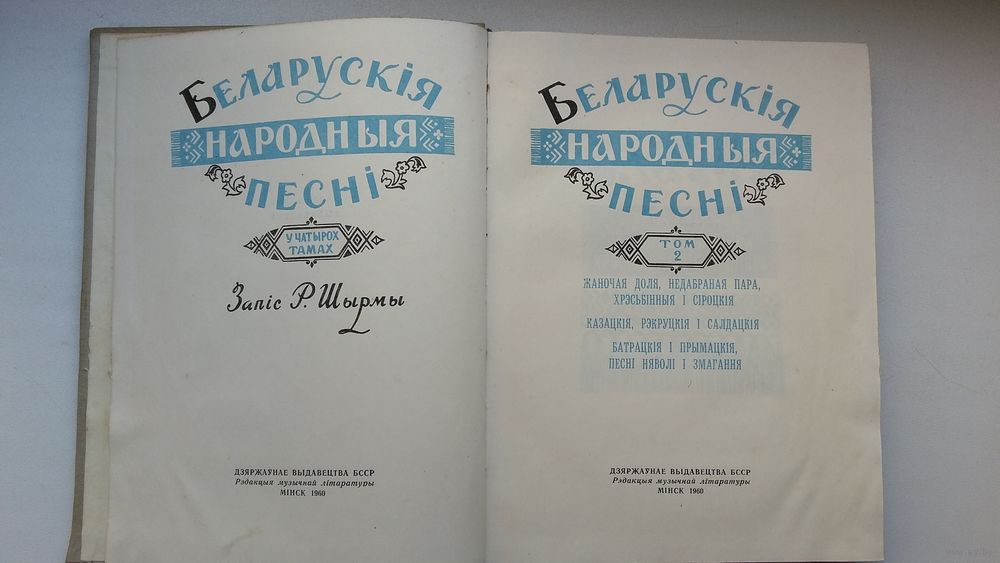 Беларускія
народныя
песні
у чатырох
тамах
Запіс Р. Шырмы
ДЗЯРЖАЎНАЕ ВЫДАВЕЦТВА БССР
Рэдакцыя музычнай літаратуры
МІНСК 1960
Беларускія
народныя
песні
том
2
ЖАНОЧАЯ ДОЛЯ, НЕДАБРАНАЯ ПАРА,
ХРЭСЬБІННЫЯ І СІРОЦКІЯ
КАЗАЦКІЯ, РЭКРУЦКІЯ І САЛДАЦКІЯ
БАТРАЦКІЯ І ПРЫМАЦКІЯ,
ПЕСНІ НЯВОЛІ І ЗМАГАННЯ
ДЗЯРЖАЎНАЕ ВЫДАВЕЦТВА БССР
Рэдакцыя музычнай літаратуры
МІНСК 1960